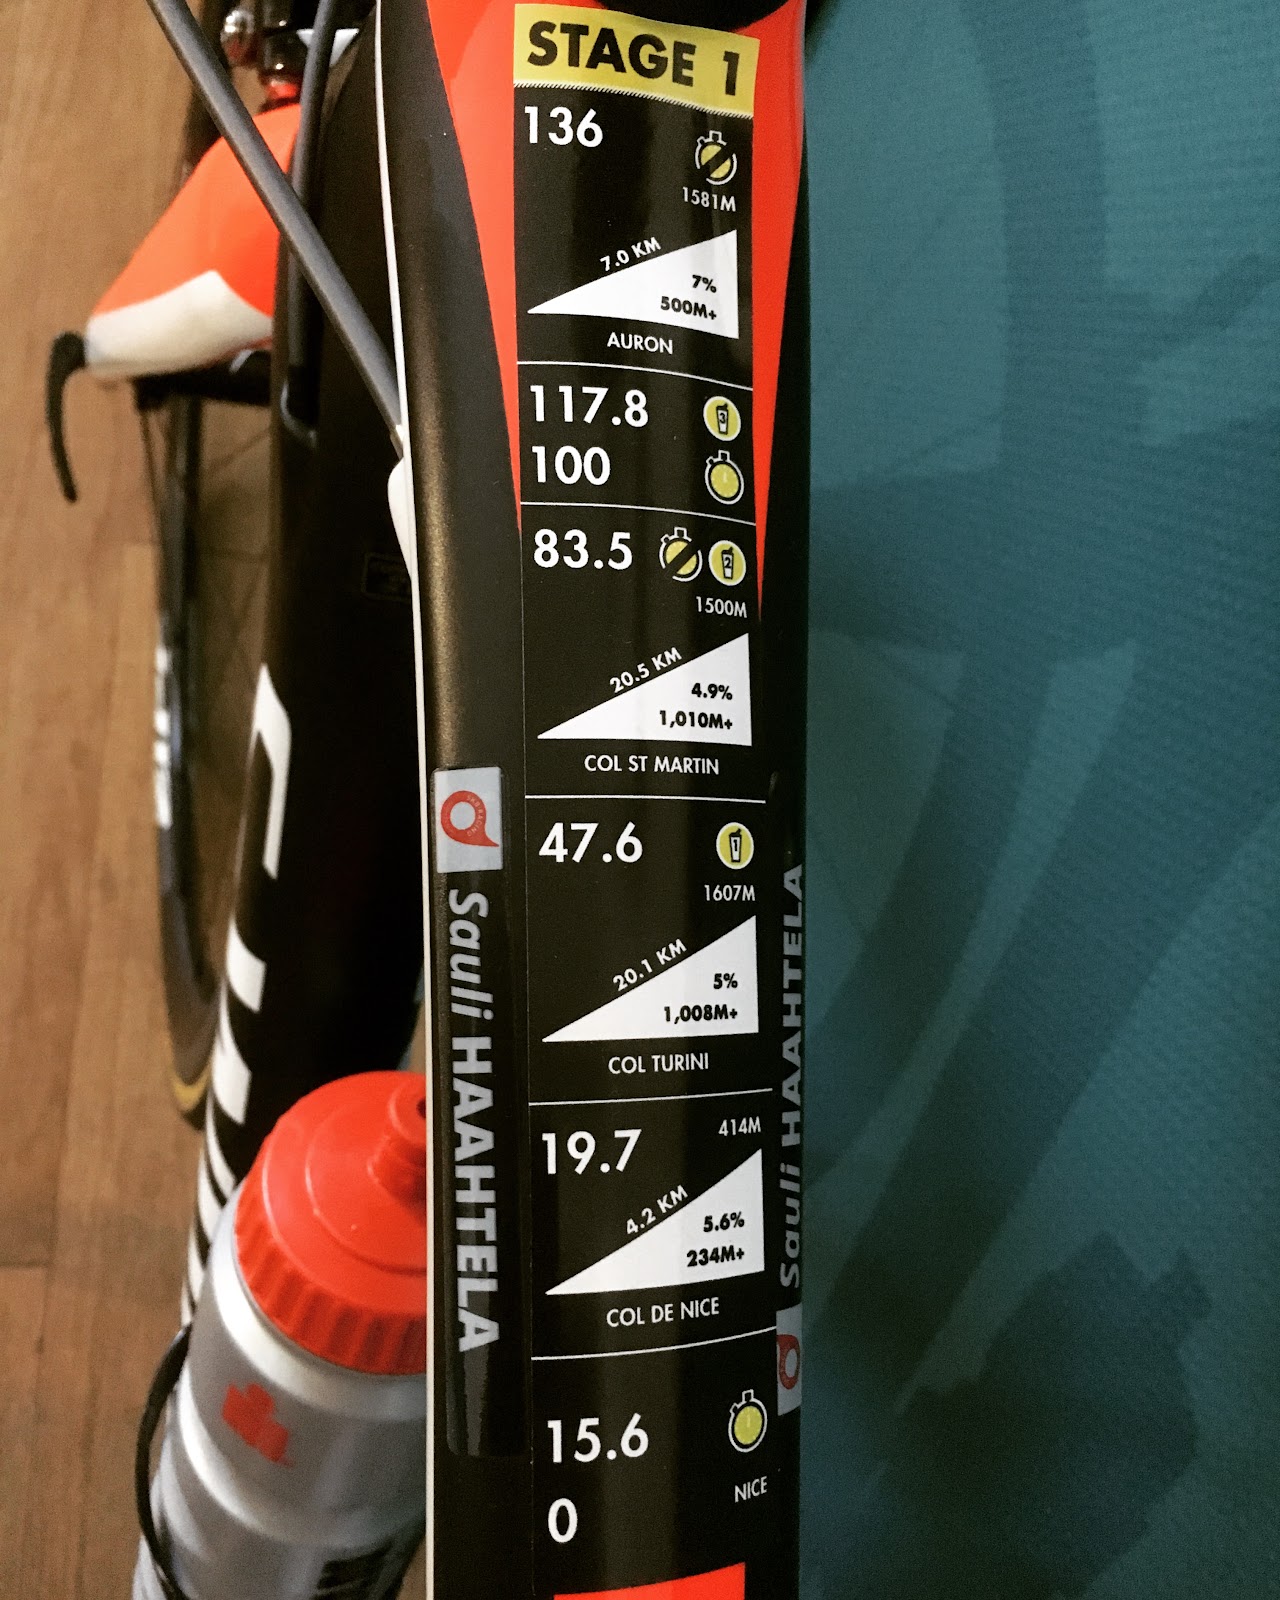 STAGE 1
136
1581M
7.0 KM
7%
500M+
AURON
117.8
3
100
83.5
2
1500M
20.5 KM
4.9%
1,010M+
COL ST MARTIN
47.6
1
1607M
20.1 KM
5%
1,008M+
COL TURINI
19.7
414M
4.2 KM
5.6%
234M+
COL DE NICE
15.6
NICE
0
Sauli HAAHTELA
Sauli HAAHTELA